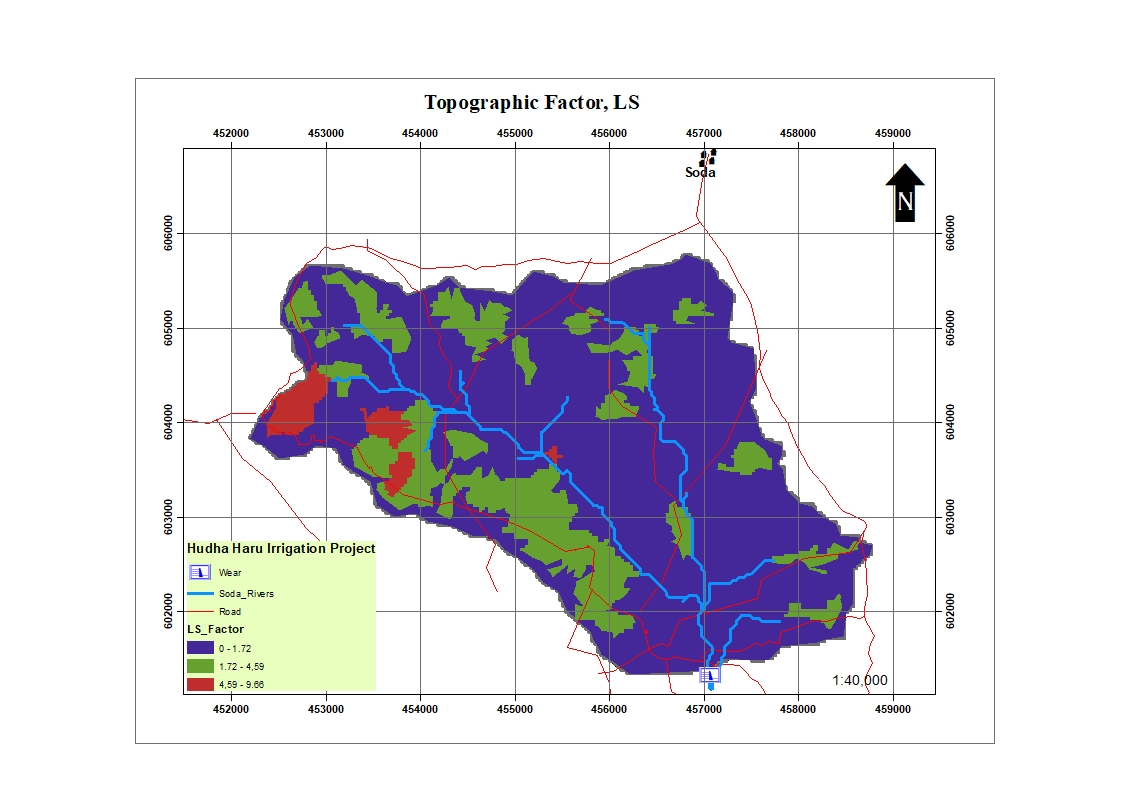 Topographic Factor, LS
452000 453000 454000 455000 456000 457000 458000 459000
Soda
N
606000 606000
605000 605000
604000 604000
603000 603000
602000 602000
Hudha Haru Irrigation Project
Wear
Soda_Rivers
Road
LS_Factor
0 - 1.72
1.72 - 4,59
4,59 - 9.66
1:40,000
452000 453000 454000 455000 456000 457000 458000 459000